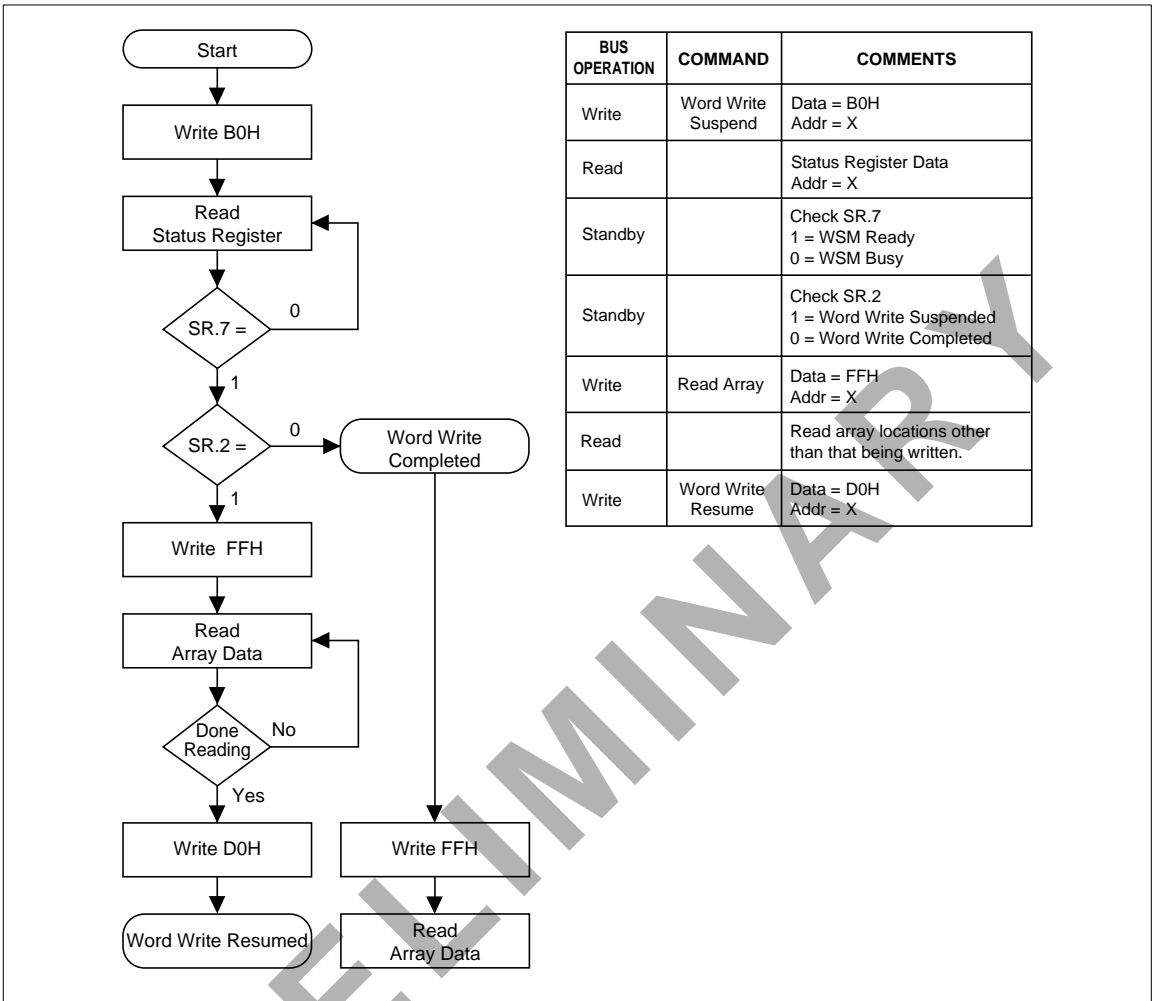 Start
Write B0H
Read
Status Register
SR.7 =
0
1
SR.2 =
0
Word Write
Completed
1
Write FFH
Read
Array Data
Done
Reading
No
Yes
Write D0H
Write FFH
Word Write Resumed
Read
Array Data
BUS
OPERATION
COMMAND
COMMENTS
Write
Word Write
Suspend
Data = B0H
Addr = X
Read
Status Register Data
Addr = X
Standby
Check SR.7
1 = WSM Ready
0 = WSM Busy
Standby
Check SR.2
1 = Word Write Suspended
0 = Word Write Completed
Write
Read Array
Data = FFH
Addr = X
Read
Read array locations other
than that being written.
Write
Word Write
Resume
Data = D0H
Addr = X
ELIMINARY